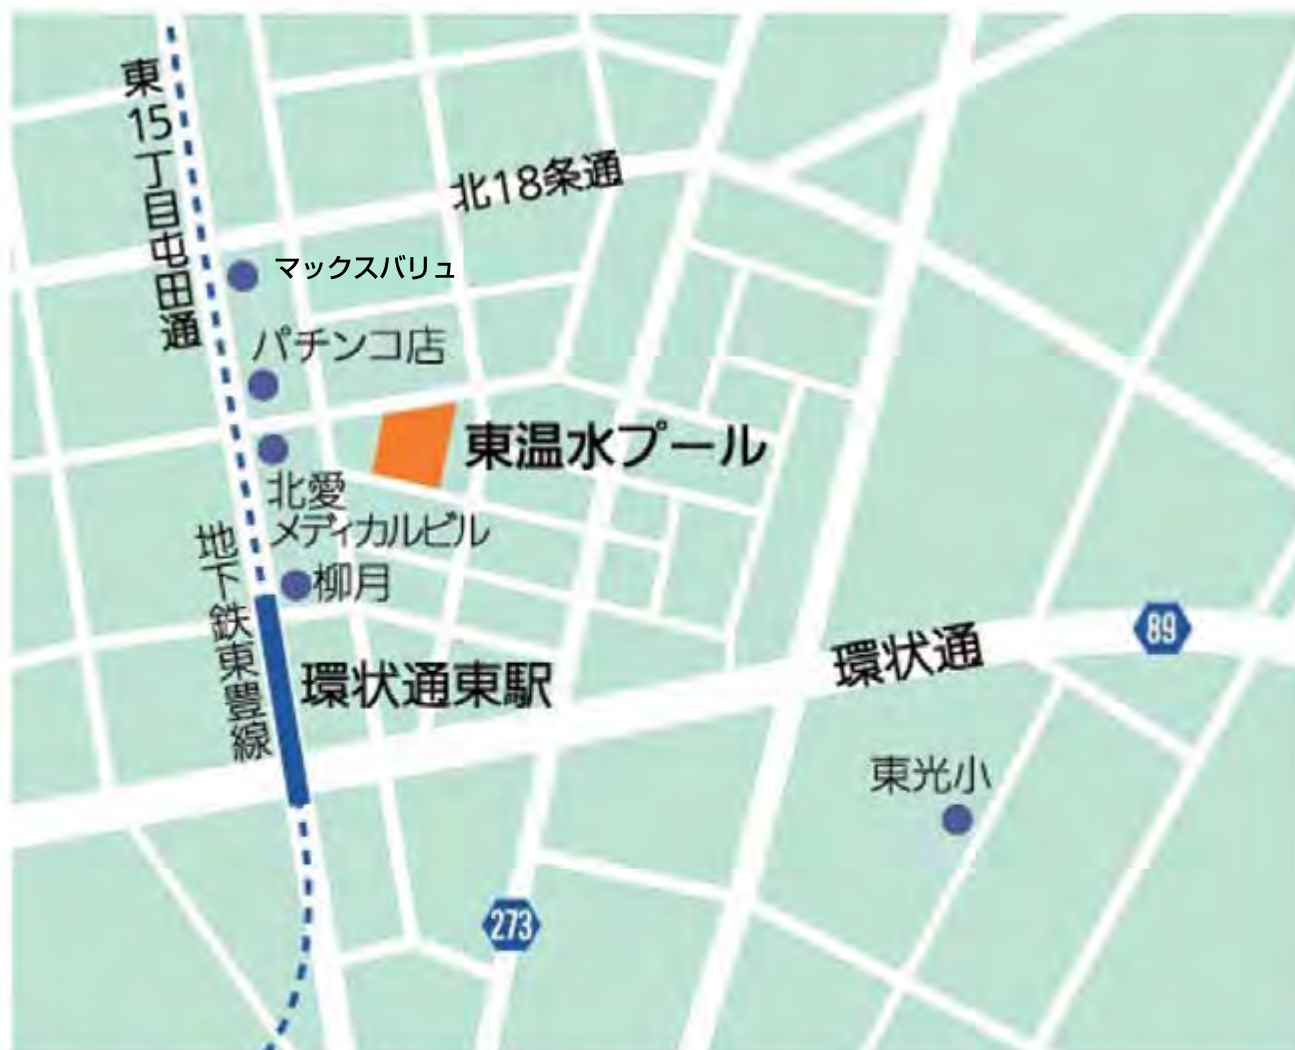 東15丁目屯田通
北18条通
マックスバリュ
パチンコ店
東温水プール
北愛
メディカルビル
地下鉄東豊線
柳月
環状通東駅
環状通
89
東光小
273